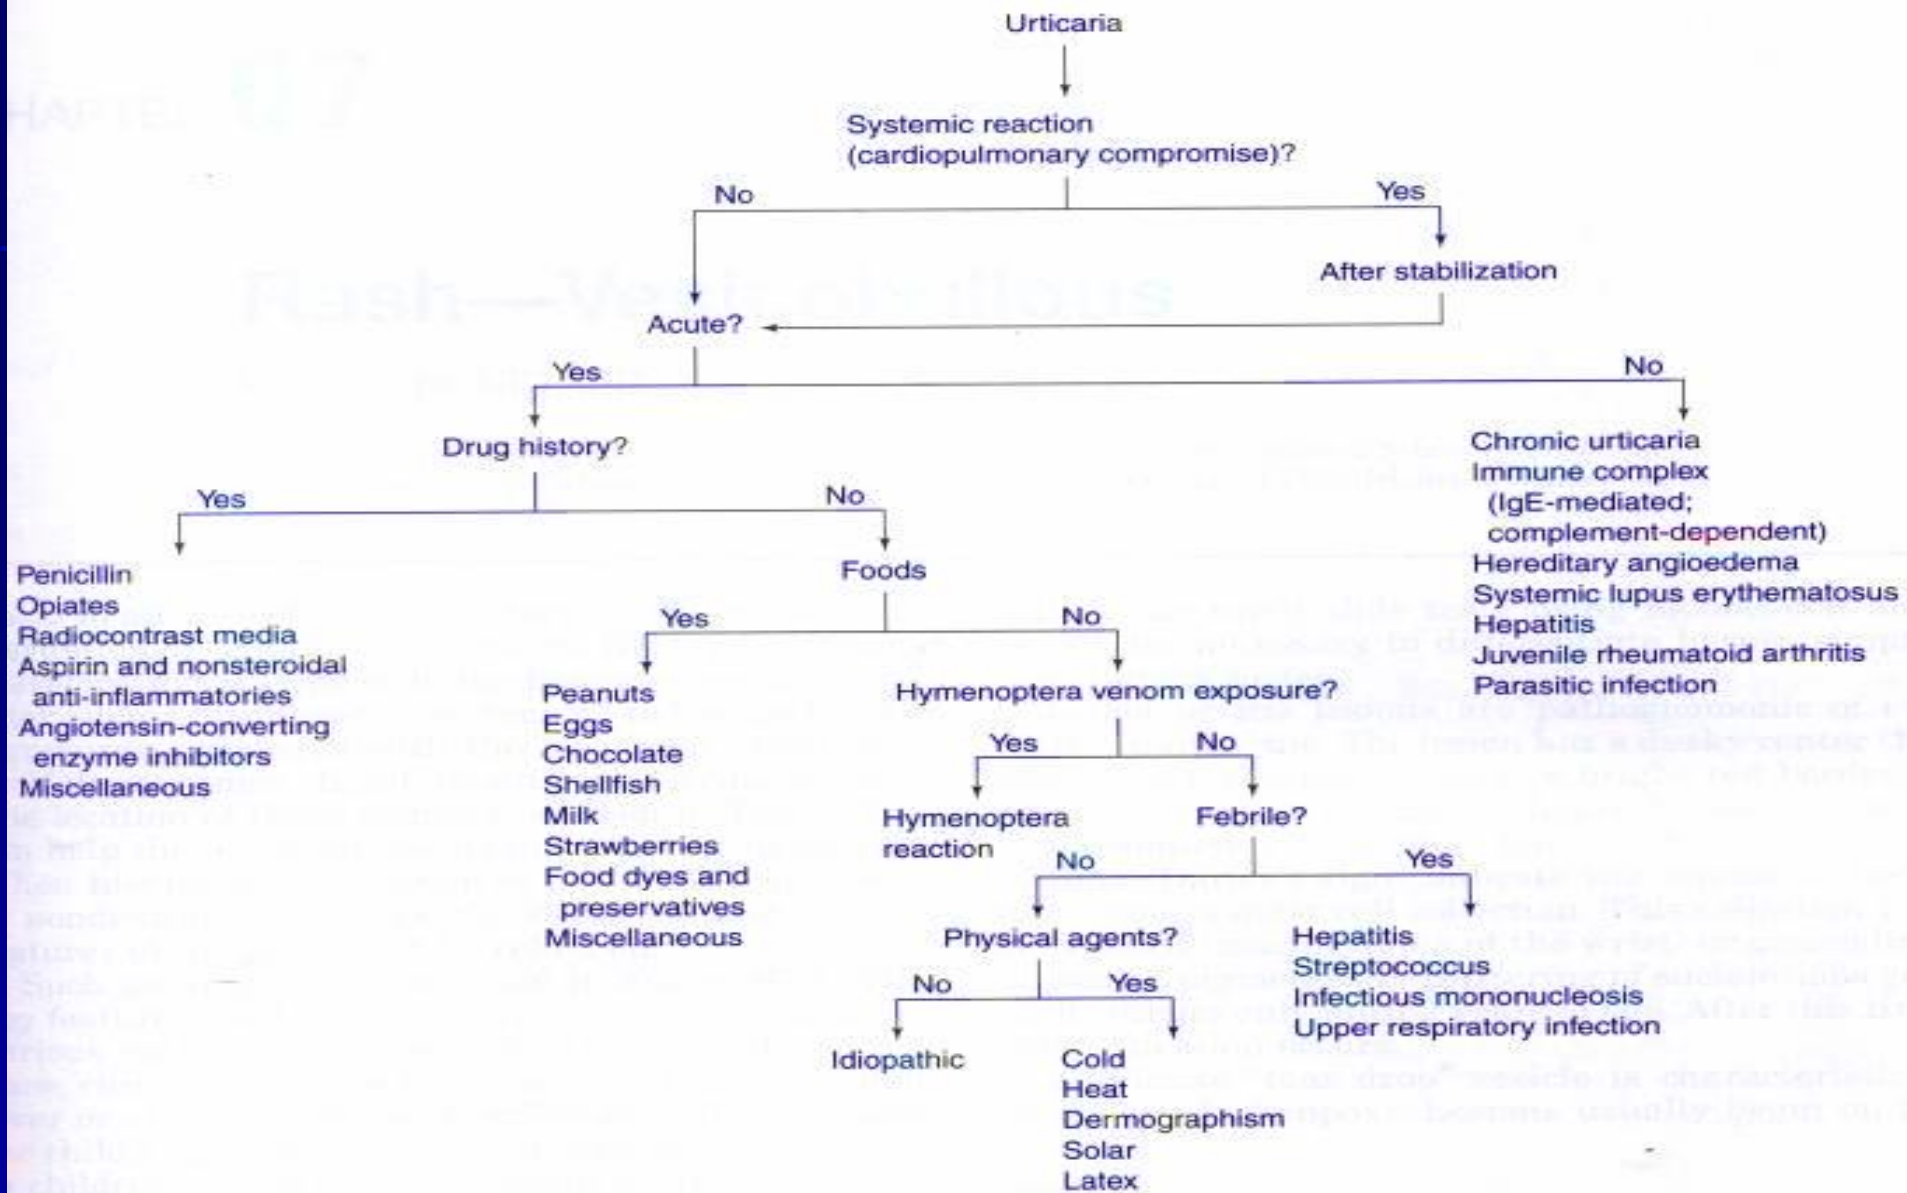 Urticaria
Systemic reaction
(cardiopulmonary compromise)?
No
Yes
After stabilization
Acute?
Yes
No
Drug history?
Yes
No
Penicillin
Opiates
Radiocontrast media
Aspirin and nonsteroidal
anti-inflammatories
Angiotensin-converting
enzyme inhibitors
Miscellaneous
Foods
Yes
No
Peanuts
Eggs
Chocolate
Shellfish
Milk
Strawberries
Food dyes and
preservatives
Miscellaneous
Hymenoptera venom exposure?
Yes
No
Hymenoptera
reaction
Febrile?
No
Yes
Physical agents?
No
Yes
Idiopathic
Cold
Heat
Dermographism
Solar
Latex
Hepatitis
Streptococcus
Infectious mononucleosis
Upper respiratory infection
Chronic urticaria
Immune complex
(IgE-mediated;
complement-dependent)
Hereditary angioedema
Systemic lupus erythematosus
Hepatitis
Juvenile rheumatoid arthritis
Parasitic infection